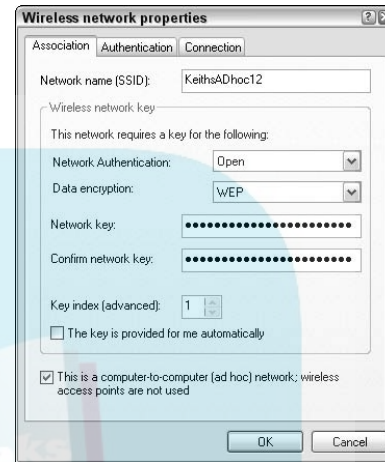 Wireless network properties
Association Authentication Connection
Network name (SSID): KeithsADhoc12
Wireless network key
This network requires a key for the following:
Network Authentication: Open
Data encryption: WEP
Network key: ••••••••••••••••••••••••
Confirm network key: ••••••••••••••••••••••••
Key index (advanced): 1
The key is provided for me automatically
This is a computer-to-computer (ad hoc) network; wireless
access points are not used
OK Cancel